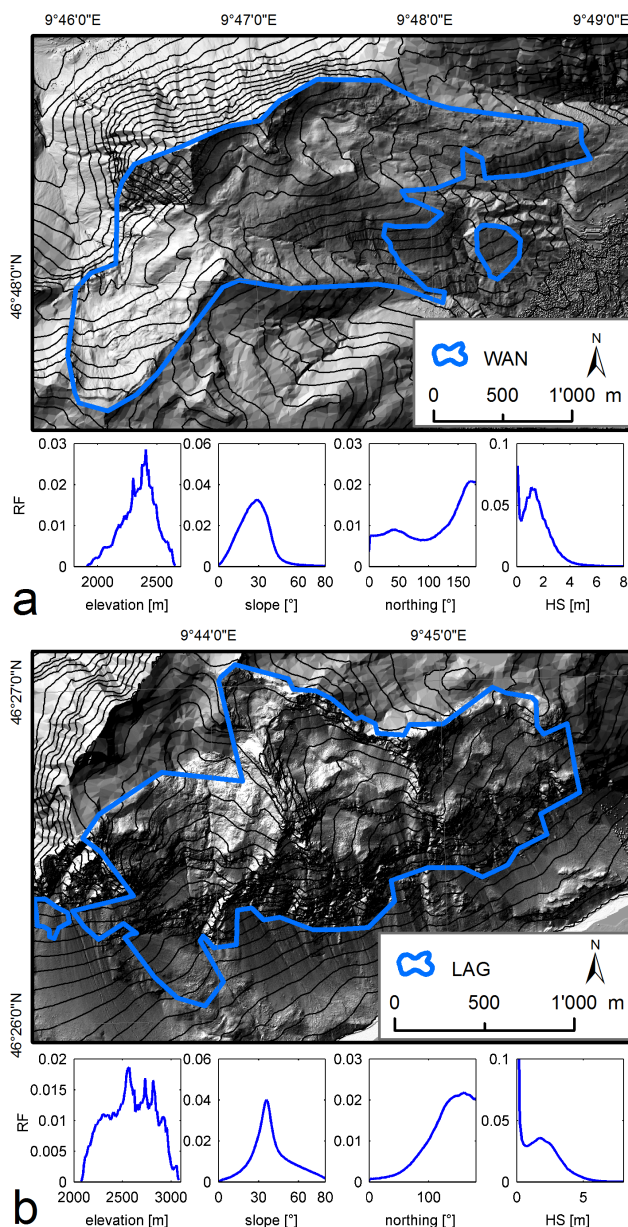 9°46'0"E 9°47'0"E 9°48'0"E 9°49'0"E
46°48'0"N
WAN
N
0 500 1'000 m
RF
0.03
0.02
0.01
0
2000 2500
elevation [m]
0.06
0.04
0.02
0
0 30 60 80
slope [°]
0.03
0.02
0.01
0
0 50 100 150
northing [°]
0.1
0.05
0
0 2 4 6 8
HS [m]
a
9°44'0"E 9°45'0"E
46°27'0"N
46°26'0"N
LAG
N
0 500 1'000 m
RF
0.02
0.015
0.01
0.005
0
2000 2500 3000
elevation [m]
0.06
0.04
0.02
0
0 30 60 80
slope [°]
0.03
0.02
0.01
0
0 100
northing [°]
0.1
0.05
0
0 5
HS [m]
b